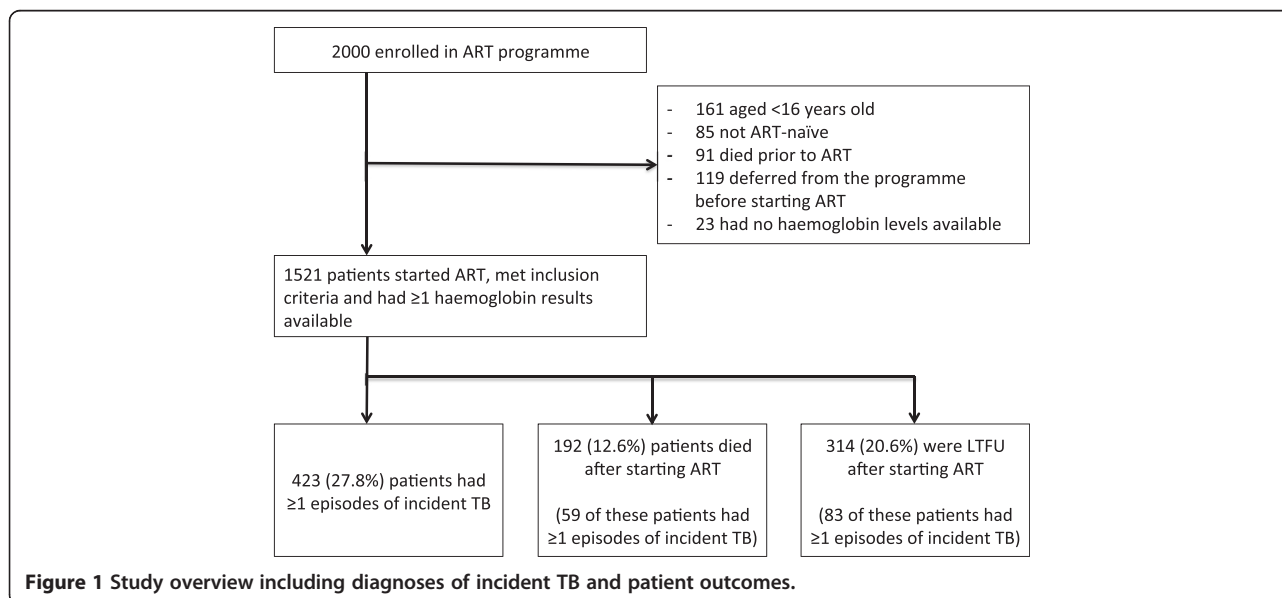 2000 enrolled in ART programme
- 161 aged <16 years old
- 85 not ART-naïve
- 91 died prior to ART
- 119 deferred from the programme
before starting ART
- 23 had no haemoglobin levels available
1521 patients started ART, met inclusion
criteria and had ≥1 haemoglobin results
available
423 (27.8%) patients had
≥1 episodes of incident TB
192 (12.6%) patients died
after starting ART
(59 of these patients had
≥1 episodes of incident TB)
314 (20.6%) were LTFU
after starting ART
(83 of these patients had
≥1 episodes of incident TB)
Figure 1 Study overview including diagnoses of incident TB and patient outcomes.